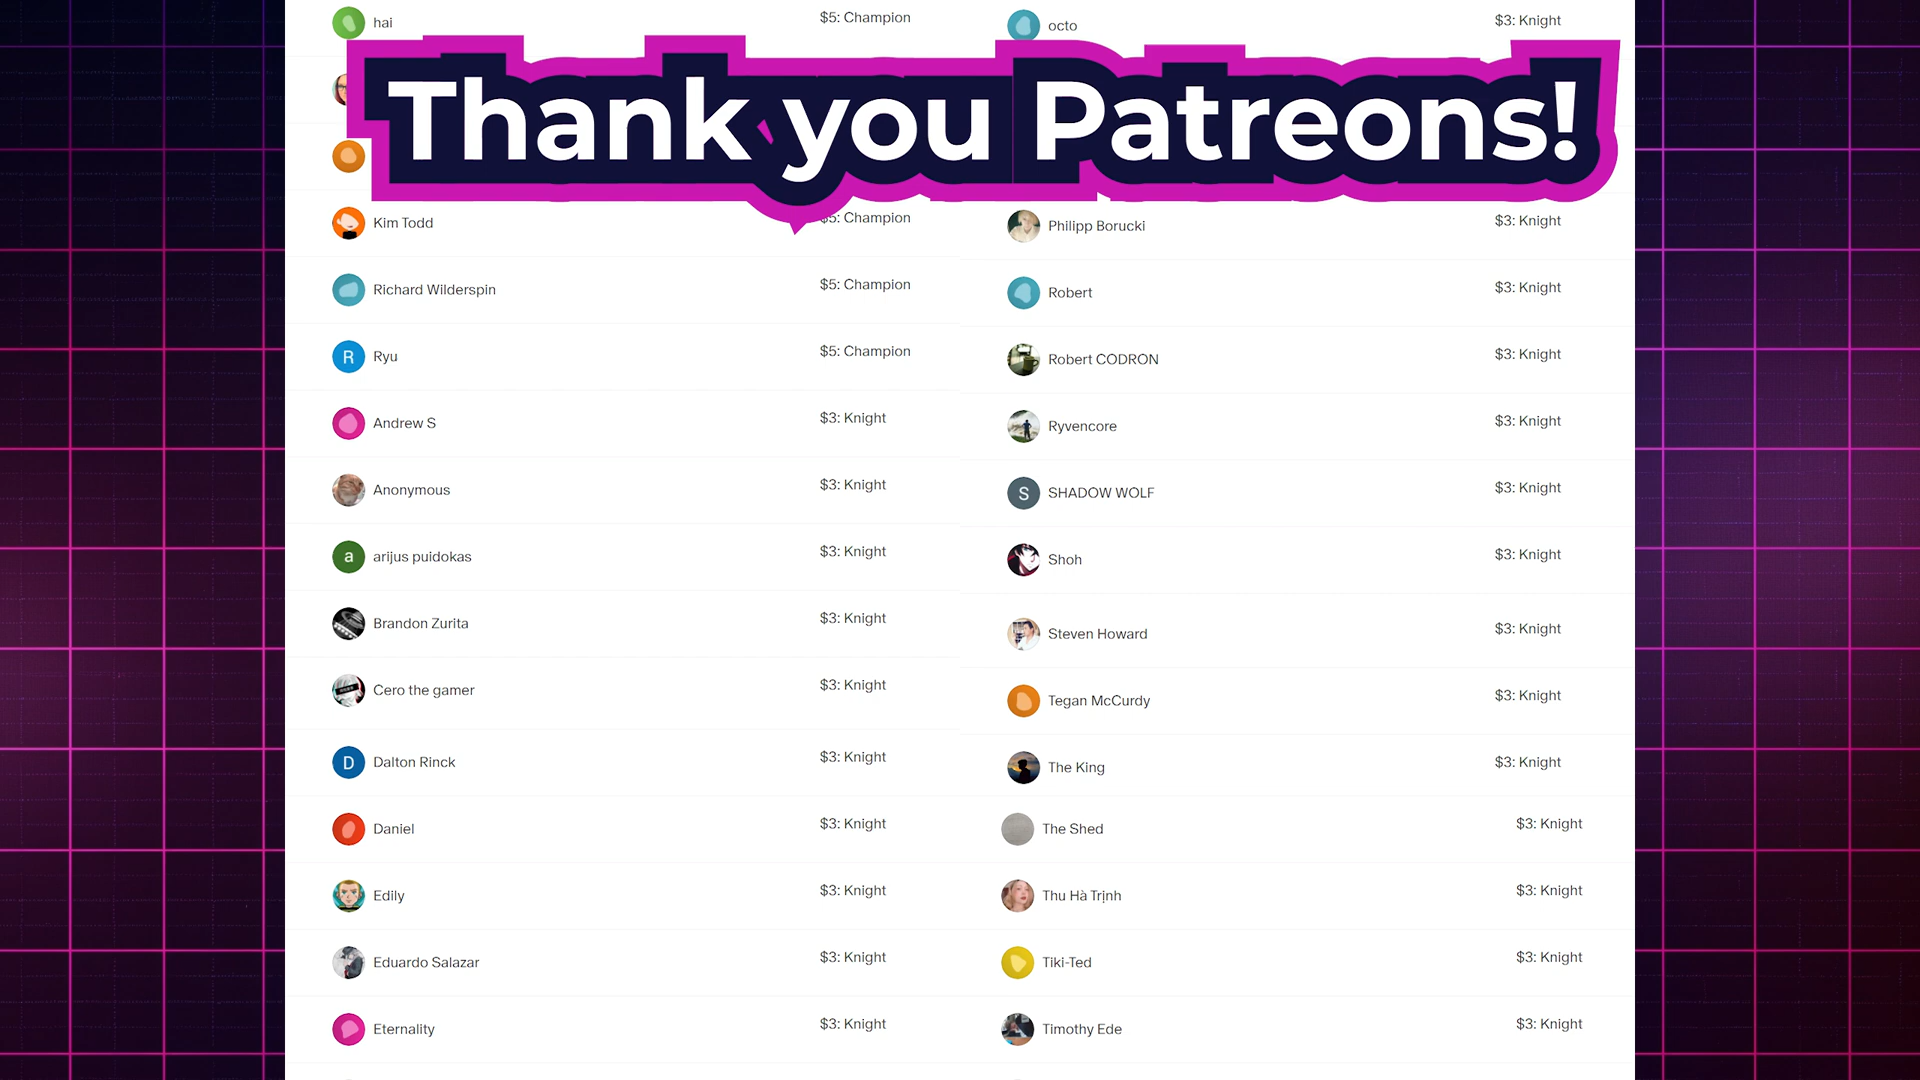 hai $5: Champion
octo $3: Knight
Thank you Patreons!
Kim Todd $5: Champion
Philipp Borucki $3: Knight
Richard Wilderspin $5: Champion
Robert $3: Knight
R Ryu $5: Champion
Robert CODRON $3: Knight
Andrew S $3: Knight
Ryvencore $3: Knight
Anonymous $3: Knight
S SHADOW WOLF $3: Knight
a arijus puidokas $3: Knight
Shoh $3: Knight
Brandon Zurita $3: Knight
Steven Howard $3: Knight
Cero the gamer $3: Knight
Tegan McCurdy $3: Knight
D Dalton Rinck $3: Knight
The King $3: Knight
Daniel $3: Knight
The Shed $3: Knight
Edily $3: Knight
Thu Hà Trịnh $3: Knight
Eduardo Salazar $3: Knight
Tiki-Ted $3: Knight
Eternality $3: Knight
Timothy Ede $3: Knight